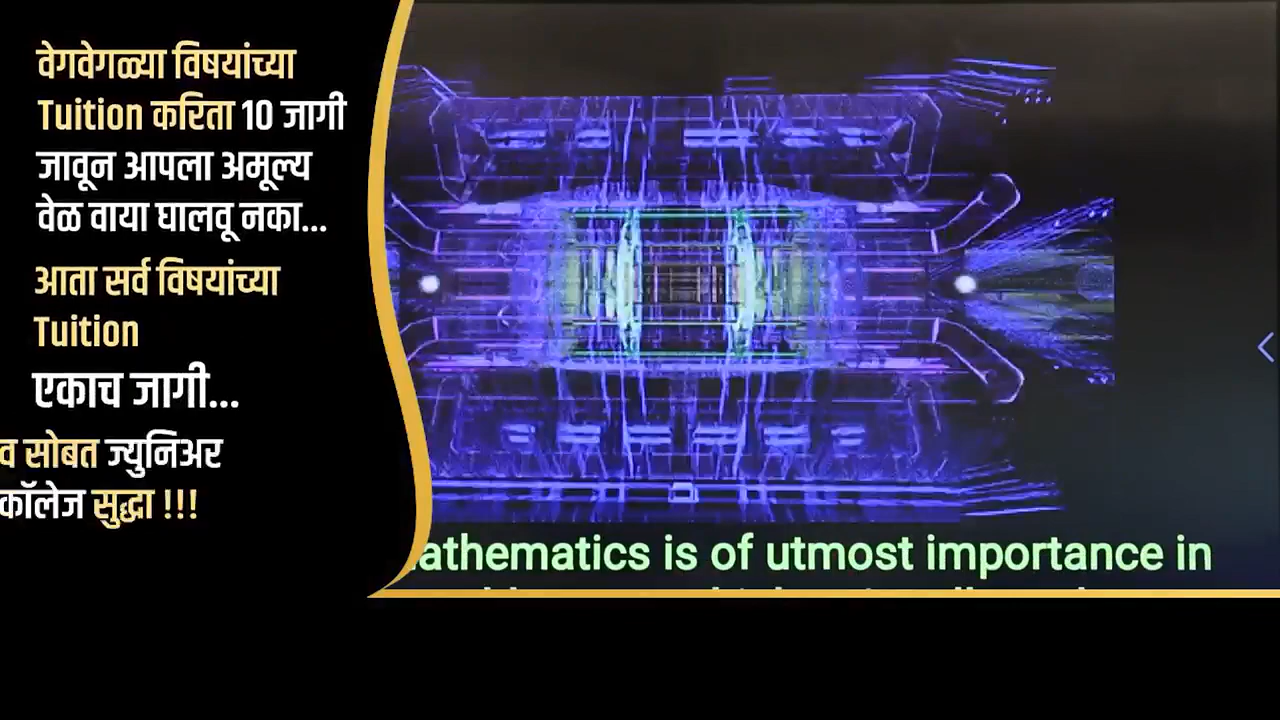 वेगवेगळ्या विषयांच्या
Tuition करिता 10 जागी
जावून आपला अमूल्य
वेळ वाया घालवू नका...
आता सर्व विषयांच्या
Tuition
एकाच जागी...
व सोबत ज्युनिअर
कॉलेज सुद्धा !!!
athematics is of utmost importance in